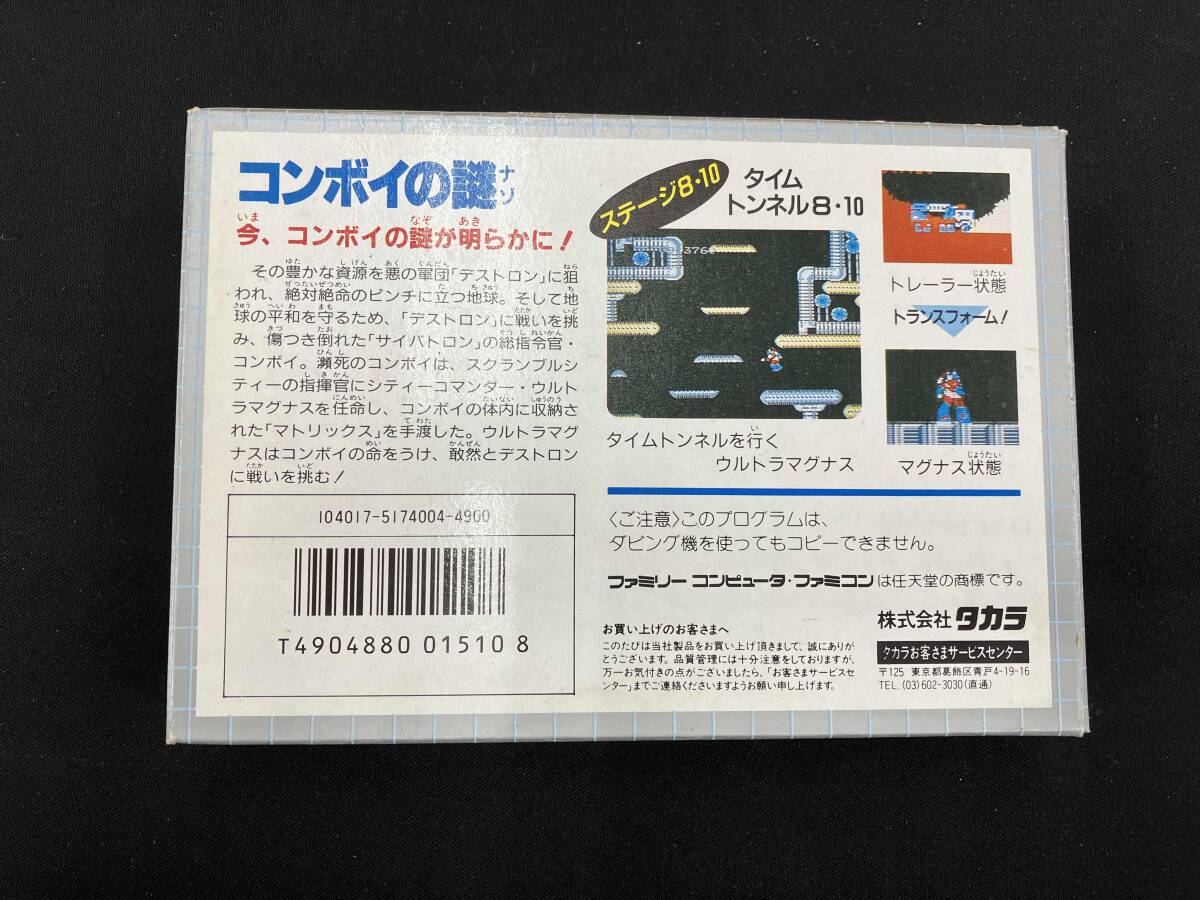 コンボイの謎
ナゾ
今、コンボイの謎が明らかに!
その豊かな資源を悪の軍団「デストロン」に狙
われ、絶対絶命のピンチに立つ地球。そして地
球の平和を守るため、「デストロン」に戦いを挑
み、傷つき倒れた「サイバトロン」の総指令官・
コンボイ。瀕死のコンボイは、スクランブルシ
ティーの指揮官にシティーコマンダー・ウルト
ラマグナスを任命し、コンボイの体内に収納さ
れた「マトリックス」を手渡した。ウルトラマグ
ナスはコンボイの命をうけ、敢然とデストロン
に戦いを挑む!
104017-5174004-4900
T4904880 01510 8
ステージ8・10
タイム
トンネル8・10
3760
タイムトンネルを行く
ウルトラマグナス
トレーラー状態
トランスフォーム!
マグナス状態
〈ご注意〉このプログラムは、
ダビング機を使ってもコピーできません。
ファミリー コンピュータ・ファミコンは任天堂の商標です。
お買い上げのお客さまへ
このたびは当社製品をお買い上げ頂きまして、誠にありが
とうございます。品質管理には十分注意をしておりますが、
万一お気付きの点がございましたら、「お客さまサービスセ
ンター」までご連絡くださいますようお願い申し上げます。
株式会社タカラ
タカラお客さまサービスセンター
〒125 東京都葛飾区青戸4-19-16
TEL.(03)602-3030(直通)